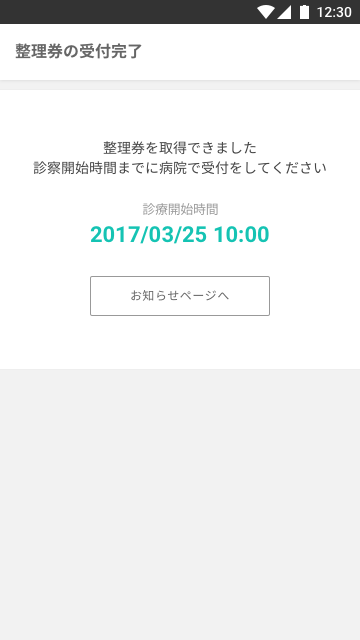 12:30
整理券の受付完了
整理券を取得できました
診察開始時間までに病院で受付をしてください
診療開始時間
2017/03/25 10:00
お知らせページへ